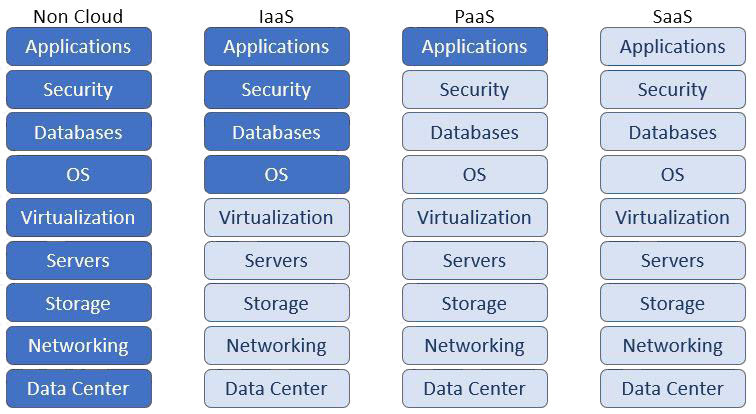 Non Cloud IaaS PaaS SaaS
Applications Applications Applications Applications
Security Security Security Security
Databases Databases Databases Databases
OS OS OS OS
Virtualization Virtualization Virtualization Virtualization
Servers Servers Servers Servers
Storage Storage Storage Storage
Networking Networking Networking Networking
Data Center Data Center Data Center Data Center